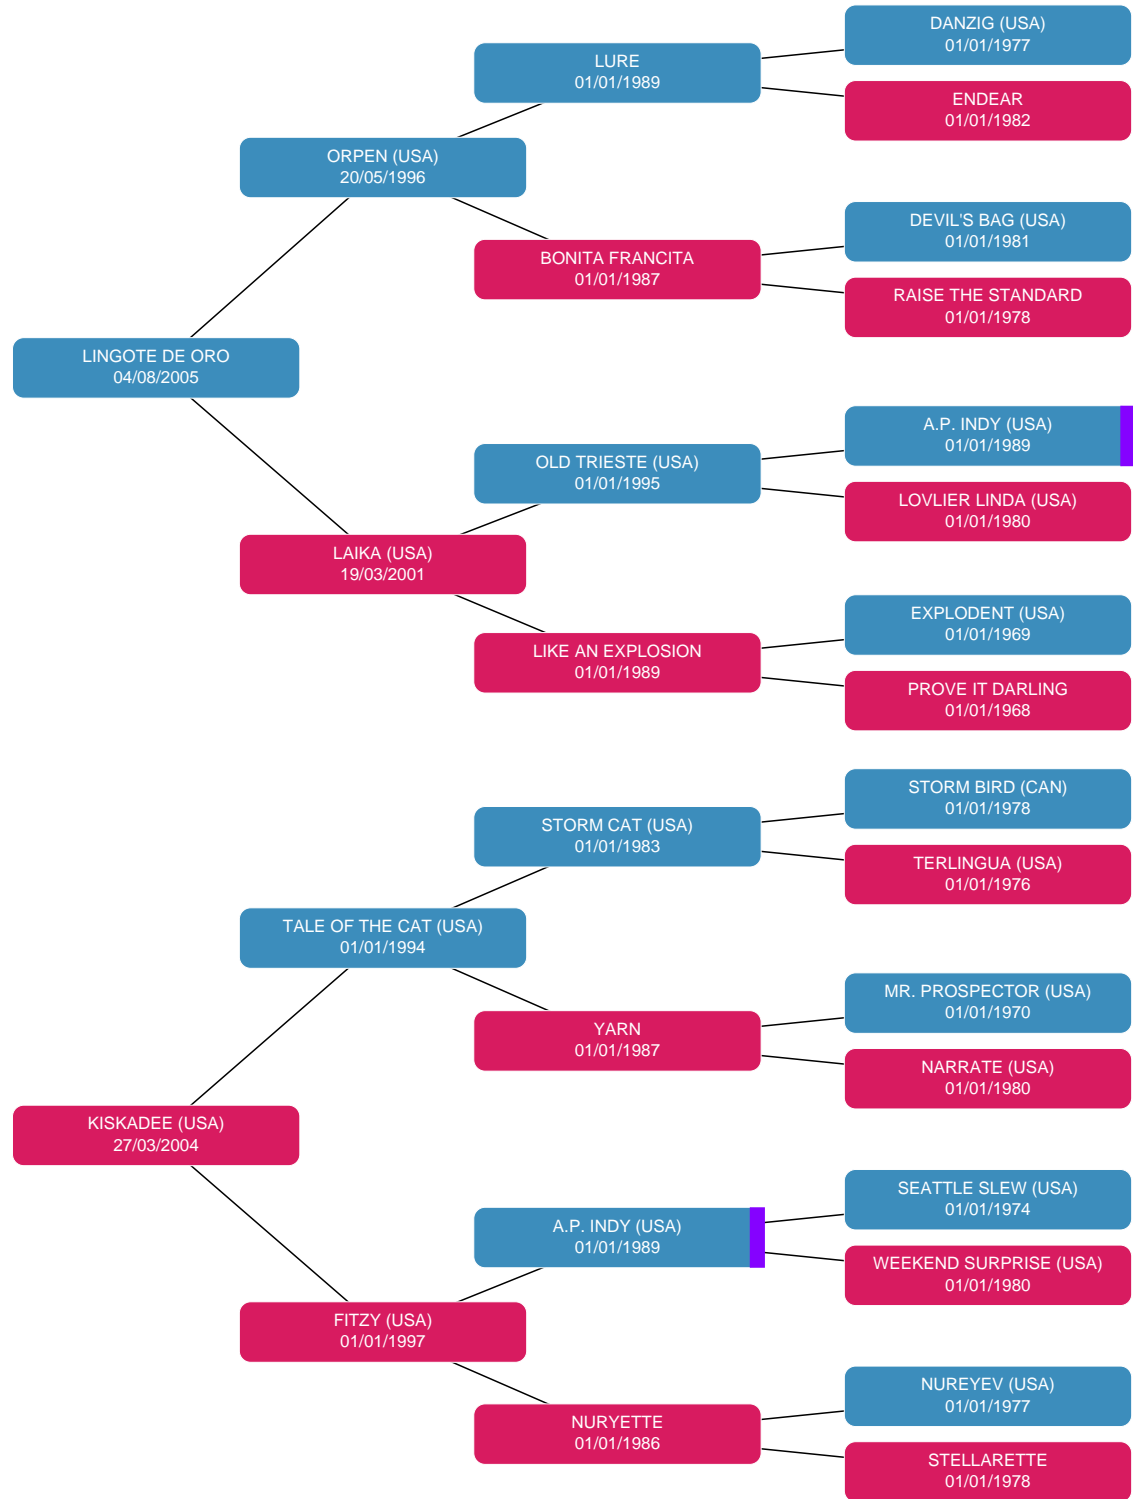 DANZIG (USA)
01/01/1977
LURE
01/01/1989
ENDEAR
01/01/1982
ORPEN (USA)
20/05/1996
DEVIL'S BAG (USA)
01/01/1981
BONITA FRANCITA
01/01/1987
RAISE THE STANDARD
01/01/1978
LINGOTE DE ORO
04/08/2005
A.P. INDY (USA)
01/01/1989
OLD TRIESTE (USA)
01/01/1995
LOVLIER LINDA (USA)
01/01/1980
LAIKA (USA)
19/03/2001
EXPLODENT (USA)
01/01/1969
LIKE AN EXPLOSION
01/01/1989
PROVE IT DARLING
01/01/1968
STORM BIRD (CAN)
01/01/1978
STORM CAT (USA)
01/01/1983
TERLINGUA (USA)
01/01/1976
TALE OF THE CAT (USA)
01/01/1994
MR. PROSPECTOR (USA)
01/01/1970
YARN
01/01/1987
NARRATE (USA)
01/01/1980
KISKADEE (USA)
27/03/2004
SEATTLE SLEW (USA)
01/01/1974
A.P. INDY (USA)
01/01/1989
WEEKEND SURPRISE (USA)
01/01/1980
FITZY (USA)
01/01/1997
NUREYEV (USA)
01/01/1977
NURYETTE
01/01/1986
STELLARETTE
01/01/1978